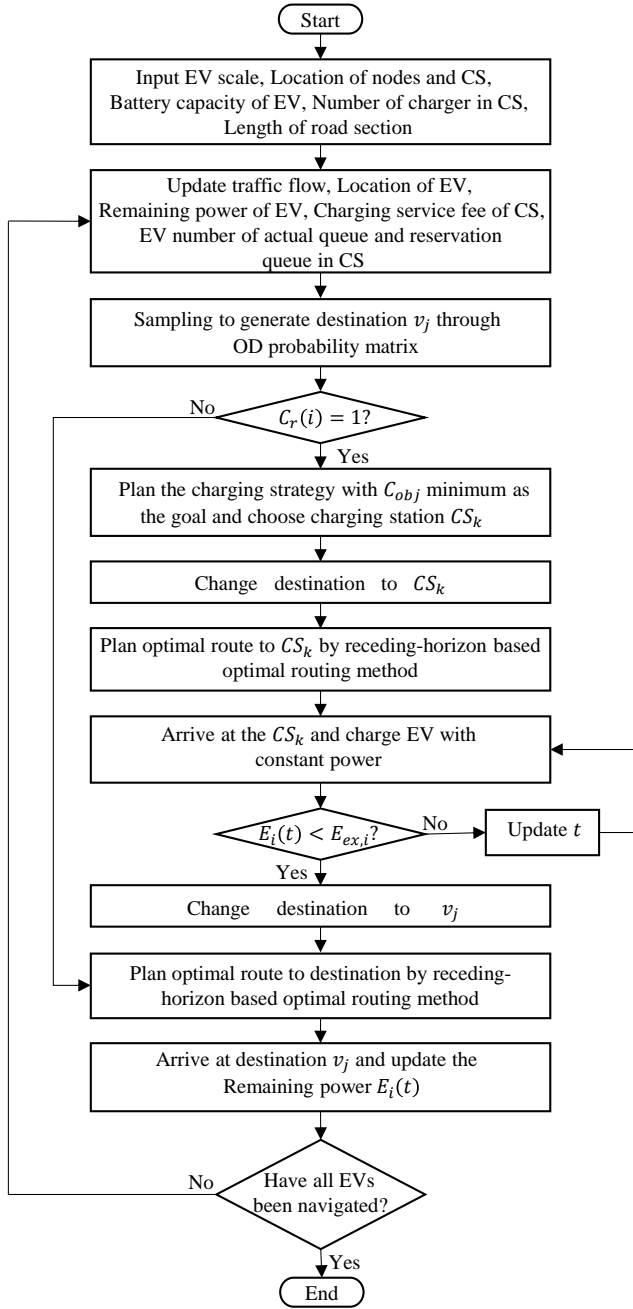 Start
Input EV scale, Location of nodes and CS,
Battery capacity of EV, Number of charger in CS,
Length of road section
Update traffic flow, Location of EV,
Remaining power of EV, Charging service fee of CS,
EV number of actual queue and reservation
queue in CS
Sampling to generate destination $v_j$ through
OD probability matrix
No
$C_r(i) = 1$?
Yes
Plan the charging strategy with $C_{obj}$ minimum as
the goal and choose charging station $CS_k$
Change destination to $CS_k$
Plan optimal route to $CS_k$ by receding-horizon based
optimal routing method
Arrive at the $CS_k$ and charge EV with
constant power
$E_i(t) < E_{ex,i}$?
No
Update $t$
Yes
Change destination to $v_j$
Plan optimal route to destination by receding-
horizon based optimal routing method
Arrive at destination $v_j$ and update the
Remaining power $E_i(t)$
No
Have all EVs
been navigated?
Yes
End